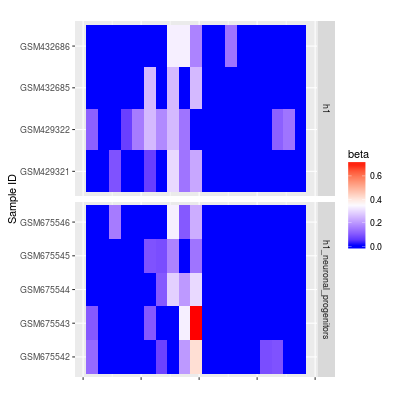 GSM432686
GSM432685
GSM429322
GSM429321
h1
GSM675546
GSM675545
GSM675544
GSM675543
GSM675542
h1_neuronal_progenitors
Sample ID
beta
0.6
0.4
0.2
0.0